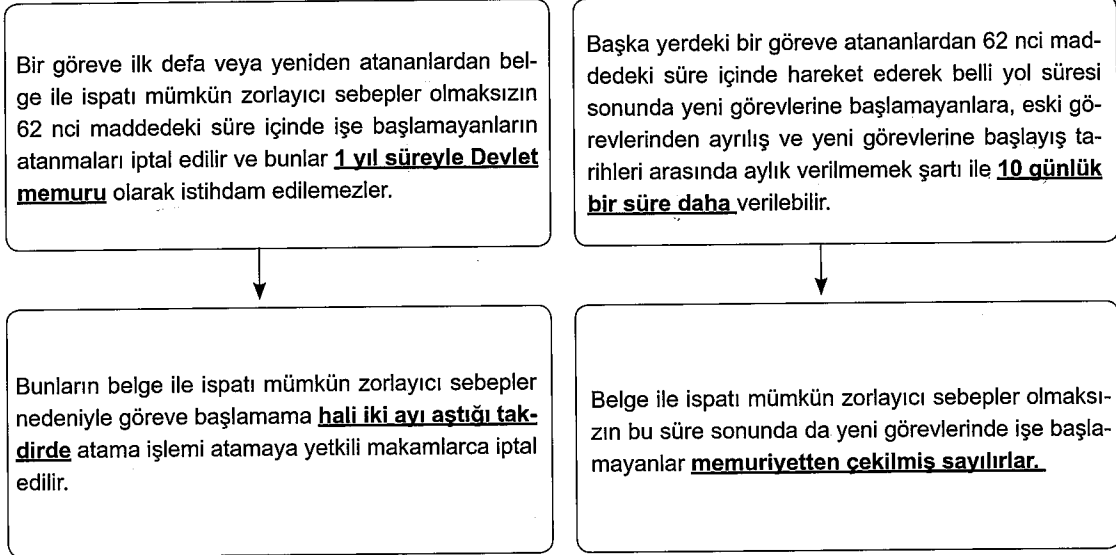 Bir göreve ilk defa veya yeniden atananlardan bel-
ge ile ispatı mümkün zorlayıcı sebepler olmaksızın
62 nci maddedeki süre içinde işe başlamayanların
atanmaları iptal edilir ve bunlar 1 yıl süreyle Devlet
memuru olarak istihdam edilemezler.
Bunların belge ile ispatı mümkün zorlayıcı sebepler
nedeniyle göreve başlamama hali iki ayı aştığı tak-
dirde atama işlemi atamaya yetkili makamlarca iptal
edilir.
Başka yerdeki bir göreve atananlardan 62 nci mad-
dedeki süre içinde hareket ederek belli yol süresi
sonunda yeni görevlerine başlamayanlara, eski gö-
revlerinden ayrılış ve yeni görevlerine başlayış ta-
rihleri arasında aylık verilmemek şartı ile 10 günlük
bir süre daha verilebilir.
Belge ile ispatı mümkün zorlayıcı sebepler olmaksı-
zın bu süre sonunda da yeni görevlerinde işe başla-
mayanlar memuriyetten çekilmiş sayılırlar.